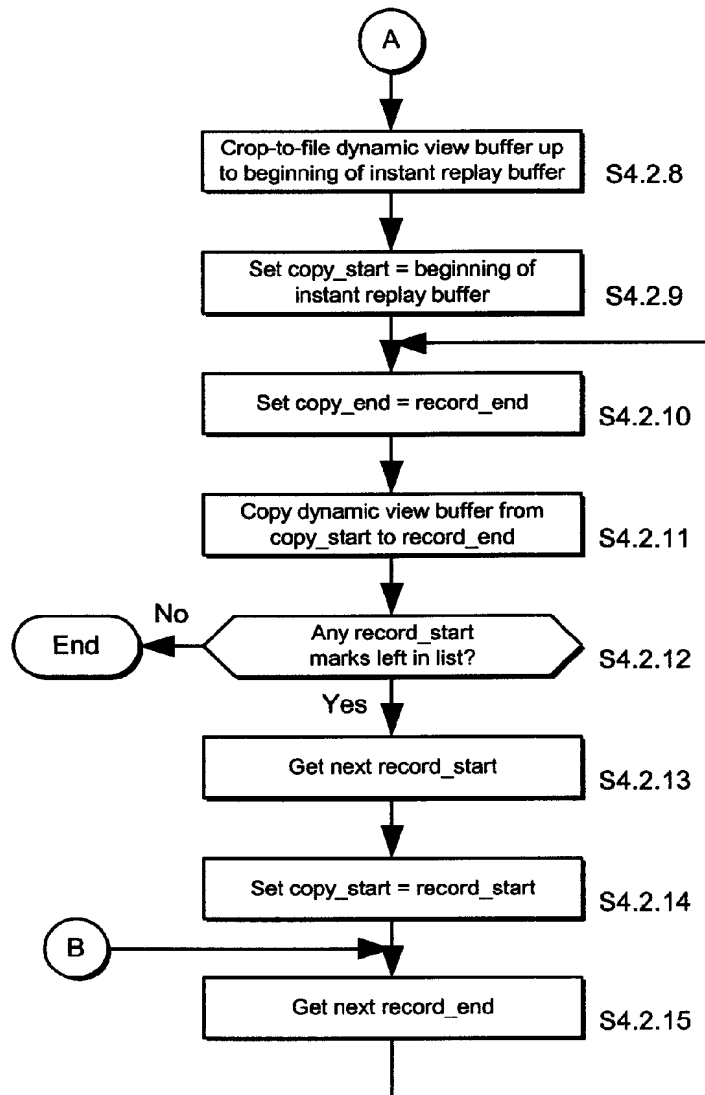 A
Crop-to-file dynamic view buffer up
to beginning of instant replay buffer
S4.2.8
Set copy_start = beginning of
instant replay buffer
S4.2.9
Set copy_end = record_end
S4.2.10
Copy dynamic view buffer from
copy_start to record_end
S4.2.11
No
End
Any record_start
marks left in list?
S4.2.12
Yes
Get next record_start
S4.2.13
Set copy_start = record_start
S4.2.14
B
Get next record_end
S4.2.15